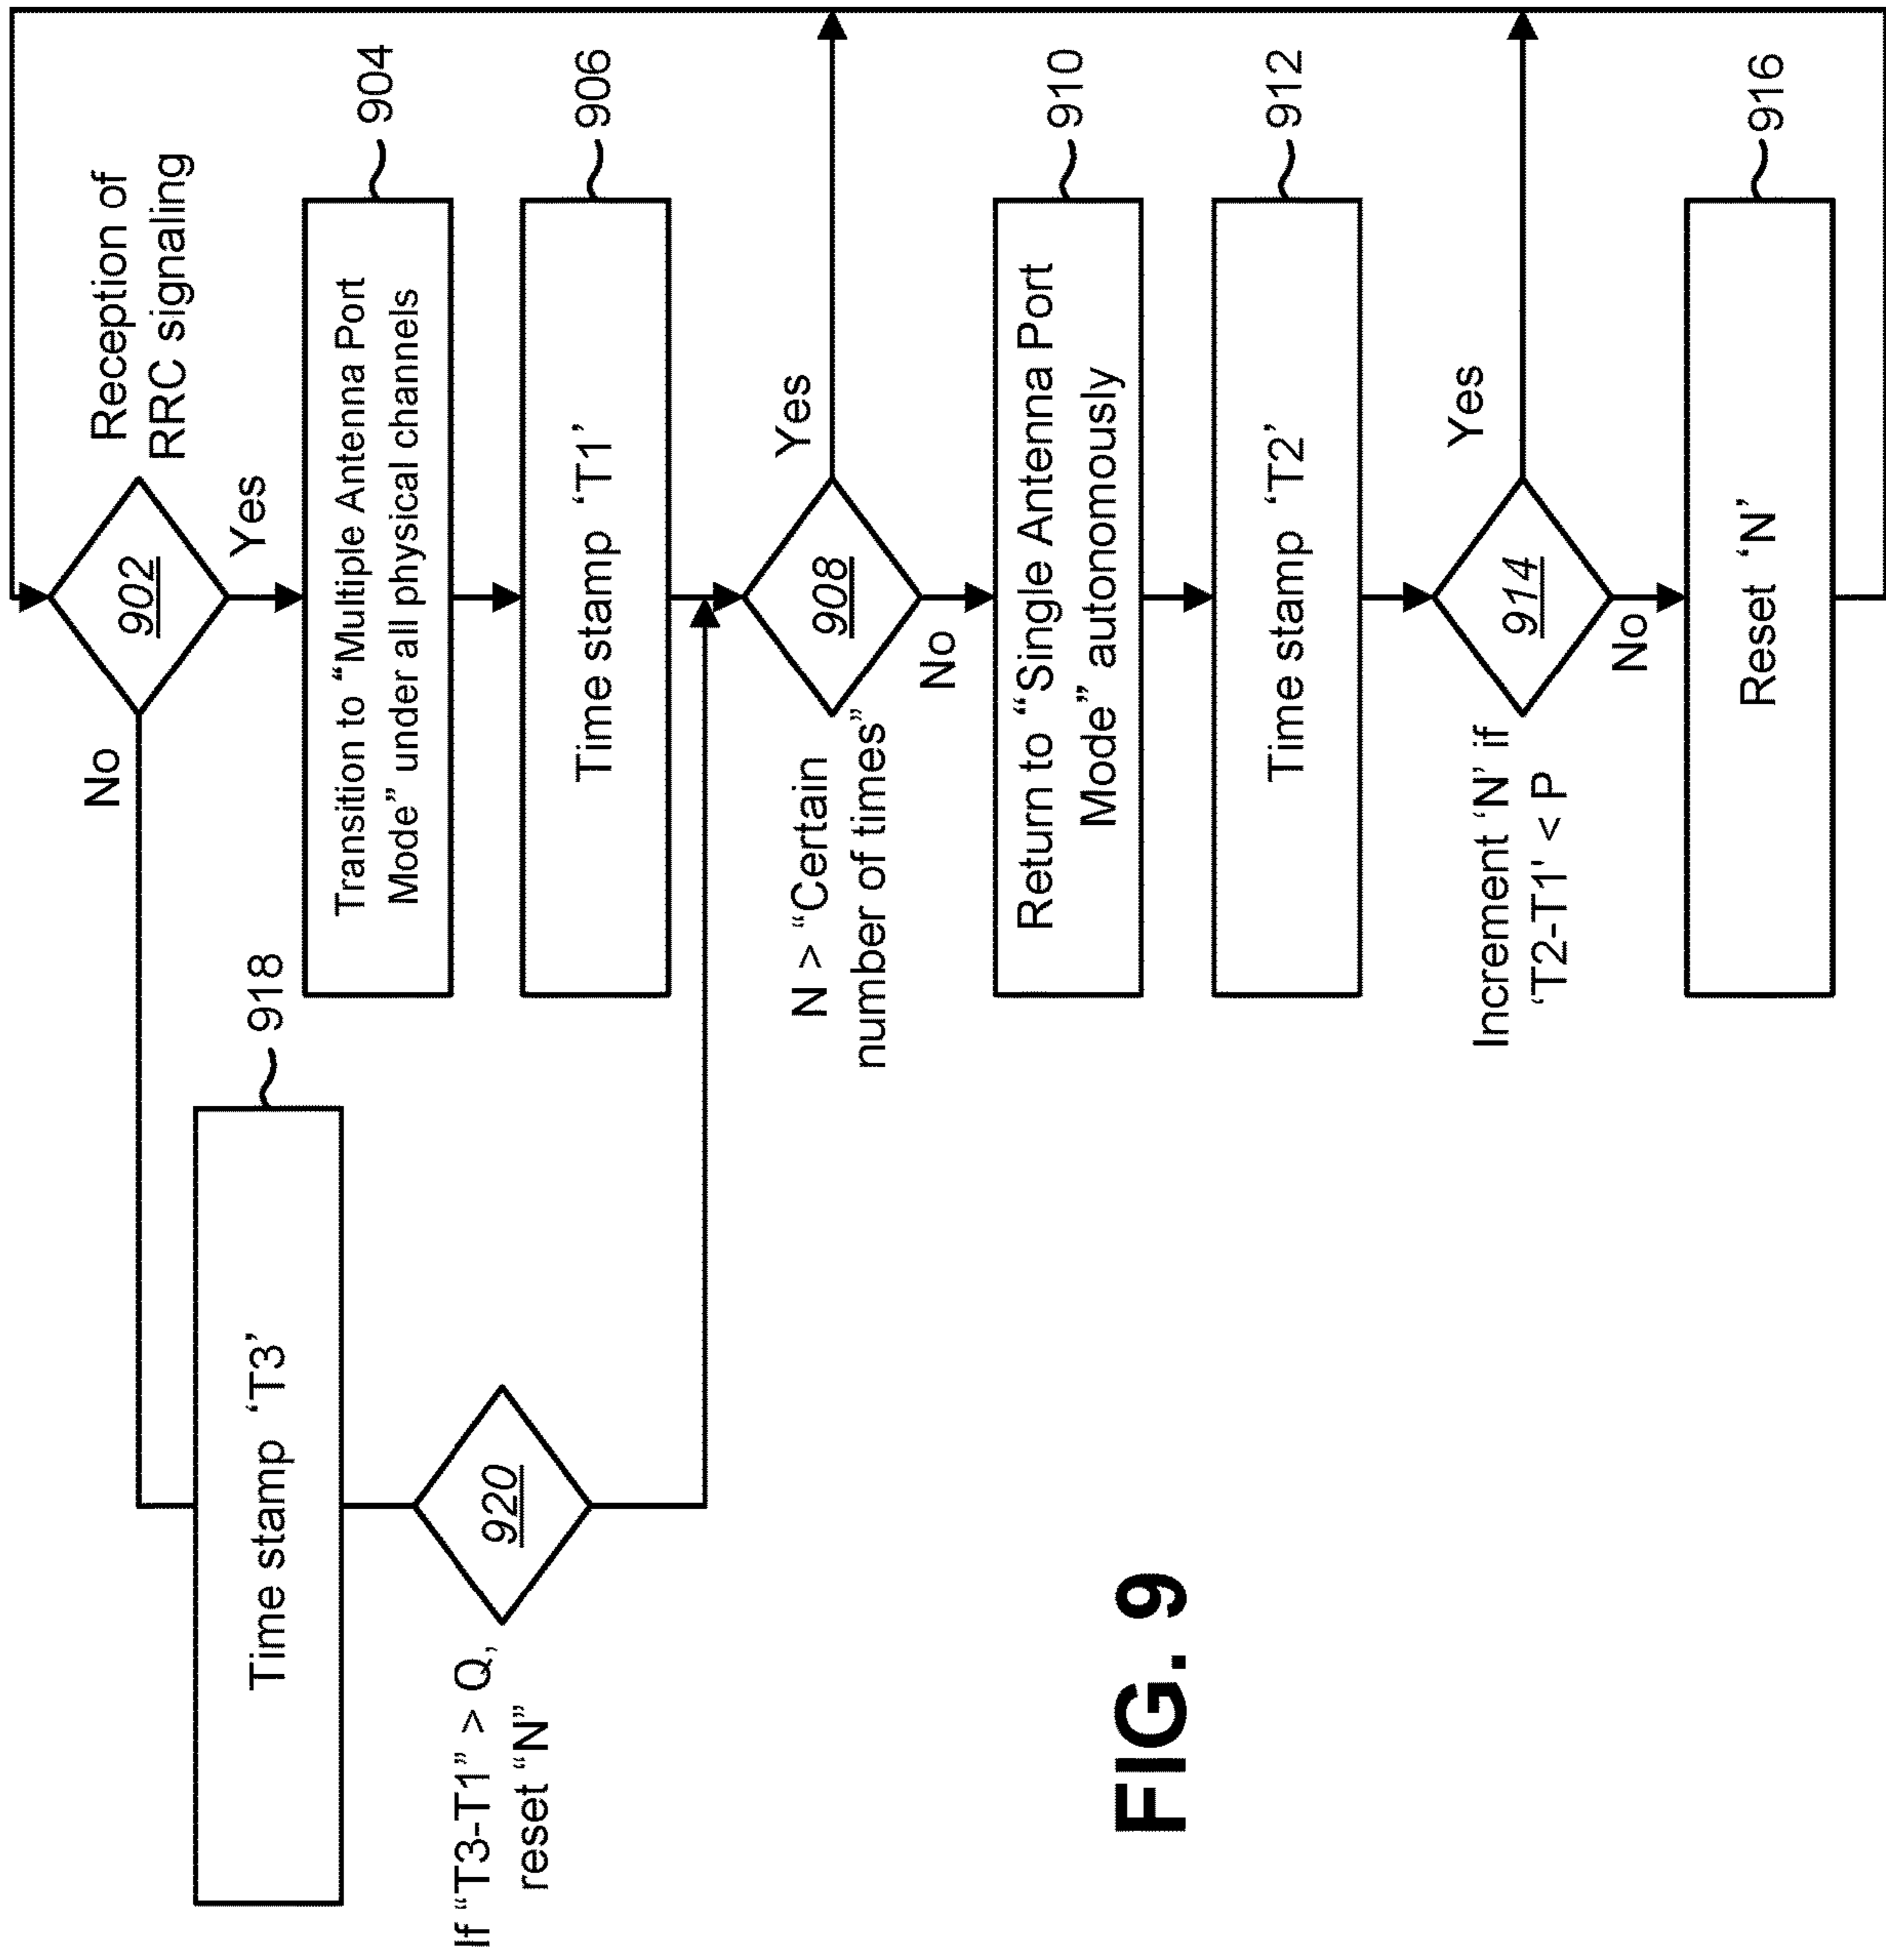 Reception of
RRC signaling
902
Yes
No
Transition to “Multiple Antenna Port
Mode” under all physical channels
904
Time stamp ‘T1’
906
N > “Certain
number of times”
908
Yes
No
Return to “Single Antenna Port
Mode” autonomously
910
Time stamp ‘T2’
912
Increment ‘N’ if
‘T2-T1' < P
914
Yes
No
Reset ‘N’
916
Time stamp ‘T3’
918
If “T3-T1” > Q,
reset “N”
920
FIG. 9